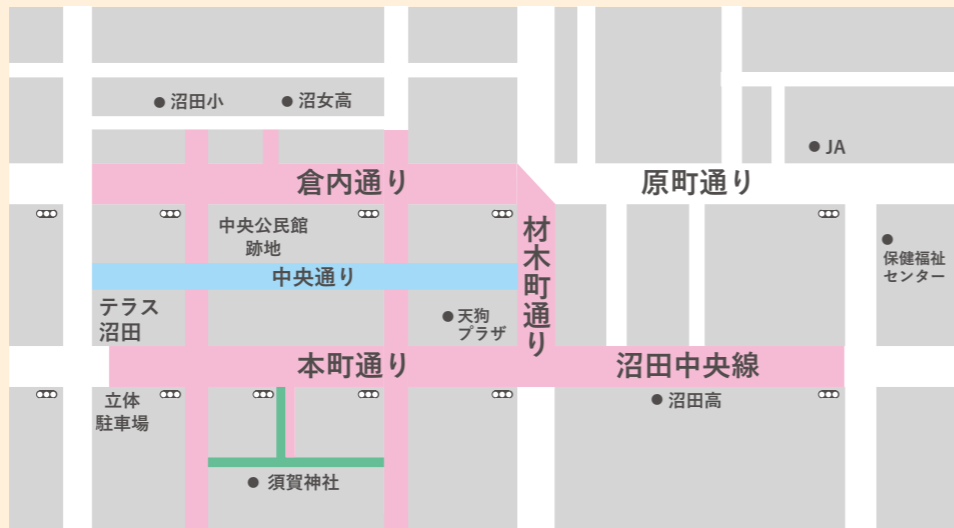 ● 沼田小
● 沼女高
● JA
倉内通り
原町通り
中央公民館
跡地
材木町通り
●
保健福祉
センター
中央通り
テラス
沼田
● 天狗
プラザ
本町通り
沼田中央線
立体
駐車場
● 沼田高
● 須賀神社